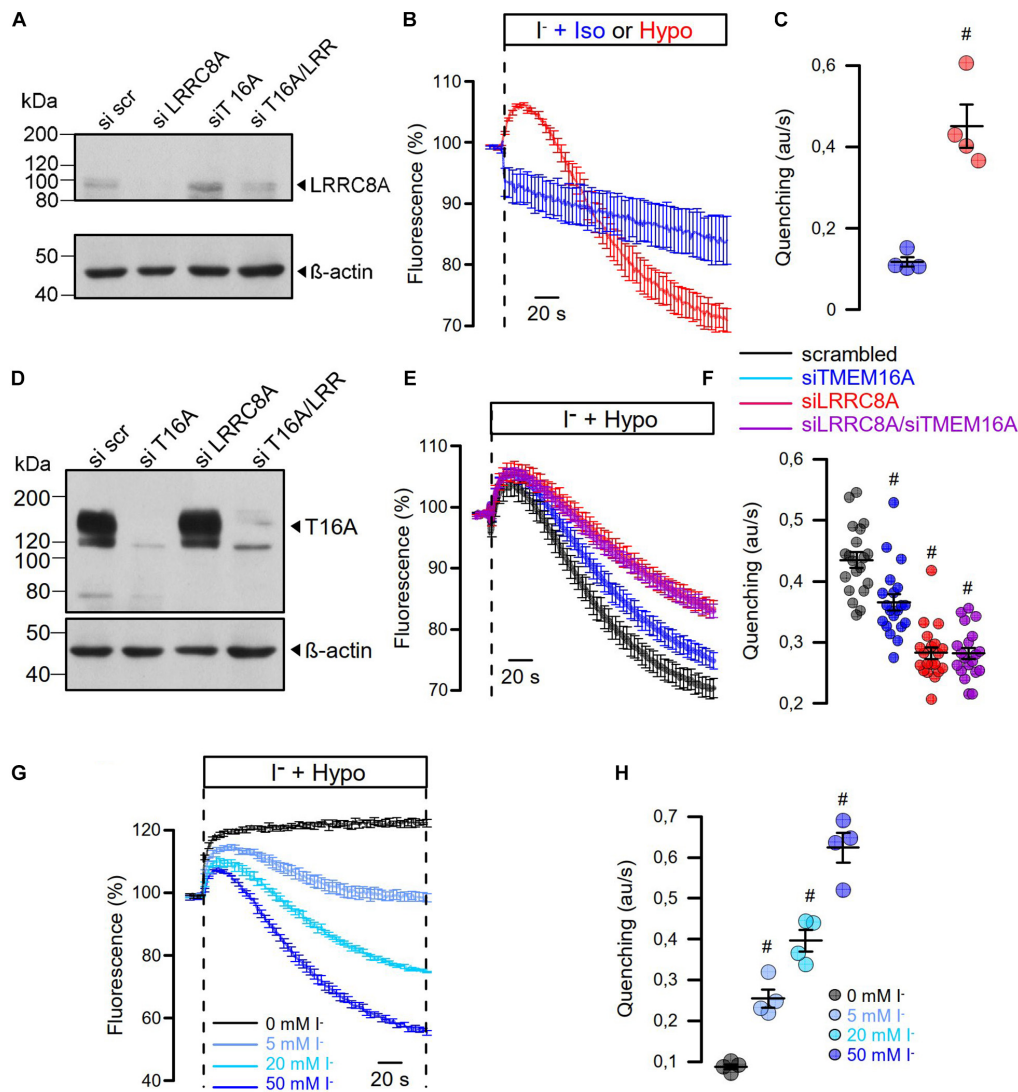 A
si scr
si LRRC8A
siT 16A
si T16A/LRR
kDa
200
120
100
80
LRRC8A
50
40
ß-actin
B
I- + Iso or Hypo
110
100
90
80
70
Fluorescence (%)
20 s
C
#
0,6
0,4
0,2
0
Quenching (au/s)
scrambled
siTMEM16A
siLRRC8A
siLRRC8A/siTMEM16A
D
si scr
si T16A
si LRRC8A
si T16A/LRR
kDa
200
120
100
80
T16A
50
40
ß-actin
E
I- + Hypo
110
100
90
80
70
Fluorescence (%)
20 s
F
0,6
0,5
0,4
0,3
0,2
Quenching (au/s)
#
#
#
G
I- + Hypo
120
100
80
60
40
Fluorescence (%)
0 mM I-
5 mM I-
20 mM I-
50 mM I-
20 s
H
0,7
0,6
0,5
0,4
0,3
0,2
0,1
Quenching (au/s)
#
#
#
0 mM I-
5 mM I-
20 mM I-
50 mM I-